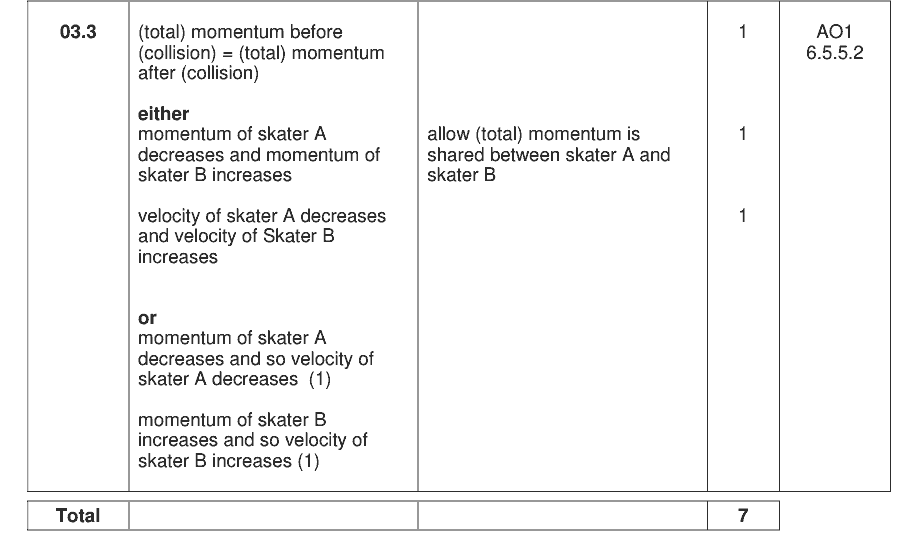 03.3
(total) momentum before
(collision) = (total) momentum
after (collision)
1
AO1
6.5.5.2
either
momentum of skater A
decreases and momentum of
skater B increases
allow (total) momentum is
shared between skater A and
skater B
1
velocity of skater A decreases
and velocity of Skater B
increases
1
or
momentum of skater A
decreases and so velocity of
skater A decreases (1)
momentum of skater B
increases and so velocity of
skater B increases (1)
Total
7